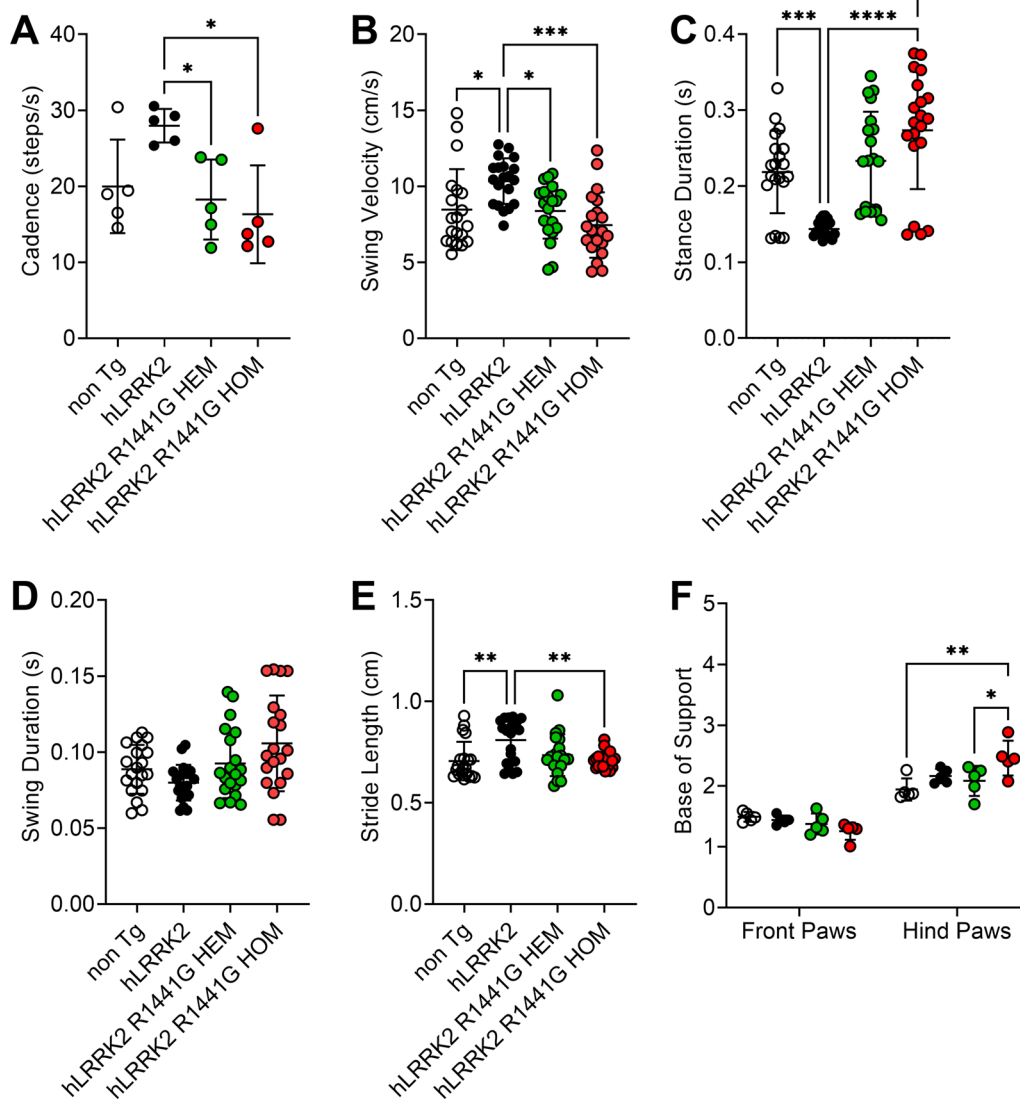 A
Cadence (steps/s)
40
30
20
10
0
*
*
non Tg
hLRRK2
hLRRK2 R1441G HEM
hLRRK2 R1441G HOM
B
Swing Velocity (cm/s)
20
15
10
5
0
***
*
*
non Tg
hLRRK2
hLRRK2 R1441G HEM
hLRRK2 R1441G HOM
C
Stance Duration (s)
0.4
0.3
0.2
0.1
0.0
***
****
non Tg
hLRRK2
hLRRK2 R1441G HEM
hLRRK2 R1441G HOM
D
Swing Duration (s)
0.20
0.15
0.10
0.05
0.00
non Tg
hLRRK2
hLRRK2 R1441G HEM
hLRRK2 R1441G HOM
E
Stride Length (cm)
1.5
1.0
0.5
0.0
**
**
non Tg
hLRRK2
hLRRK2 R1441G HEM
hLRRK2 R1441G HOM
F
Base of Support
5
4
3
2
1
0
**
*
Front Paws
Hind Paws